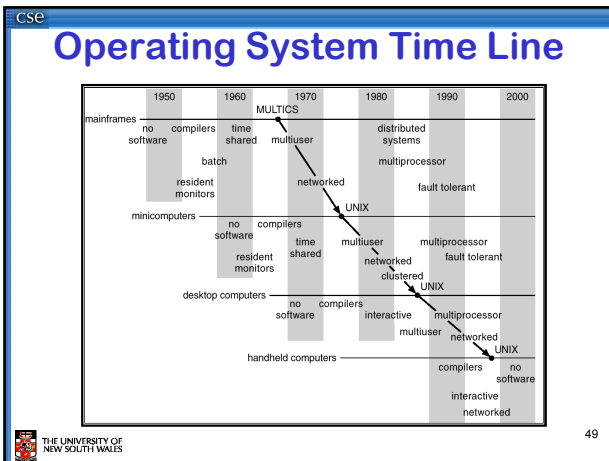 cse
Operating System Time Line
1950 1960 1970 1980 1990 2000
MULTICS
mainframes
no compilers time distributed
software shared multiuser systems
batch multiprocessor
resident networked fault tolerant
monitors
UNIX
minicomputers
no compilers
software time multiuser multiprocessor
resident shared networked fault tolerant
monitors
clustered
UNIX
desktop computers
no compilers
software interactive multiprocessor
multiuser networked
UNIX
handheld computers
compilers no
software
interactive
networked
THE UNIVERSITY OF
NEW SOUTH WALES
49